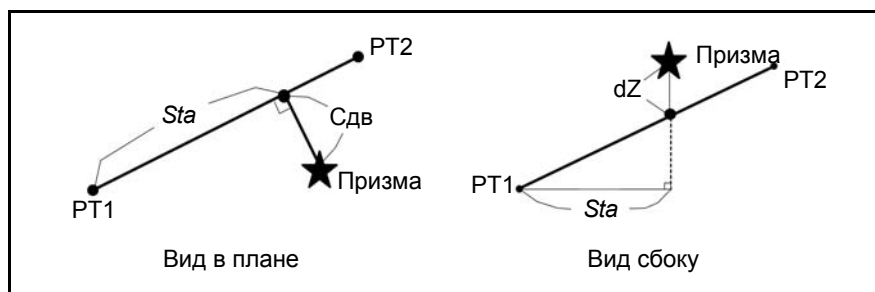 PT2
Sta
Сдв
Призма
PT1
Вид в плане
Призма
PT2
dZ
PT1
Sta
Вид сбоку